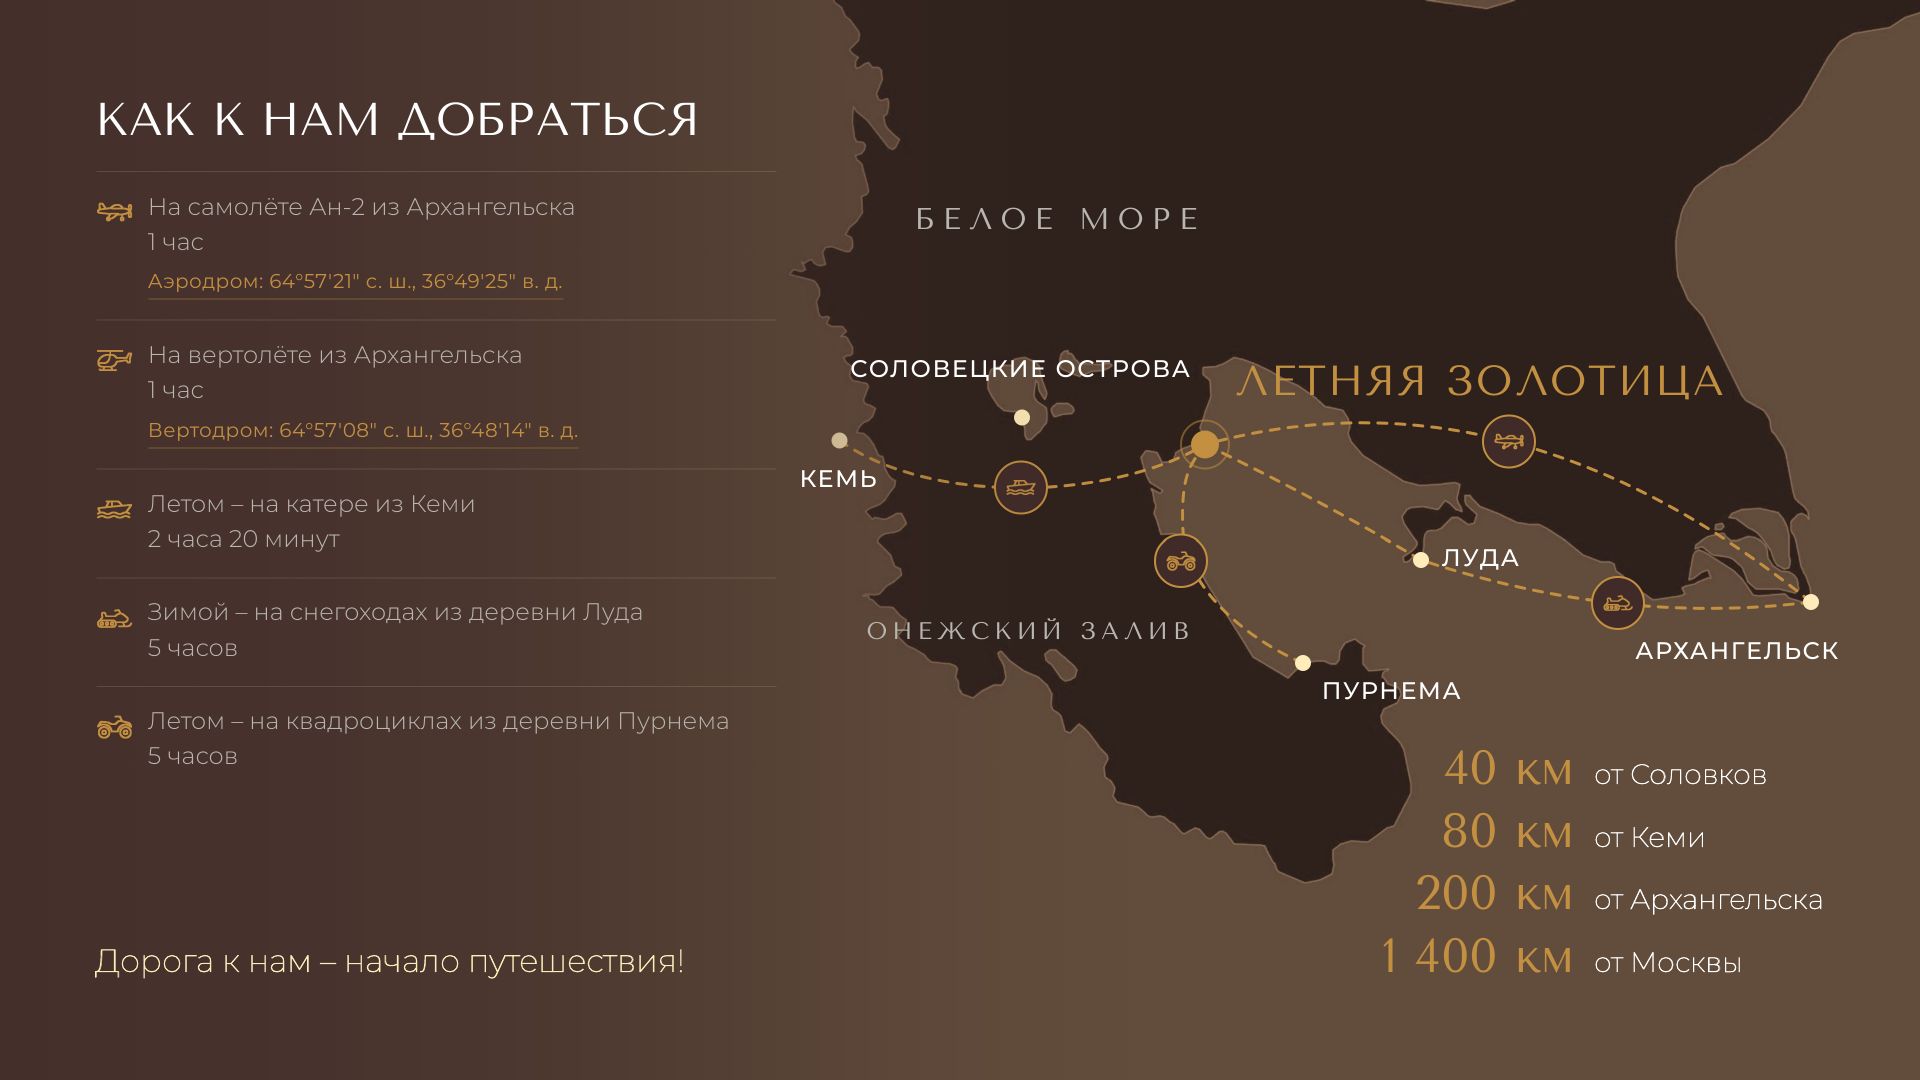 КАК К НАМ ДОБРАТЬСЯ
На самолёте Ан-2 из Архангельска
1 час
Аэродром: 64°57'21" с. ш., 36°49'25" в. д.
На вертолёте из Архангельска
1 час
Вертодром: 64°57'08" с. ш., 36°48'14" в. д.
Летом – на катере из Кеми
2 часа 20 минут
Зимой – на снегоходах из деревни Луда
5 часов
Летом – на квадроциклах из деревни Пурнема
5 часов
Дорога к нам – начало путешествия!
БЕЛОЕ МОРЕ
СОЛОВЕЦКИЕ ОСТРОВА
ЛЕТНЯЯ ЗОЛОТИЦА
КЕМЬ
ЛУДА
ОНЕЖСКИЙ ЗАЛИВ
АРХАНГЕЛЬСК
ПУРНЕМА
40 км от Соловков
80 км от Кеми
200 км от Архангельска
1 400 км от Москвы